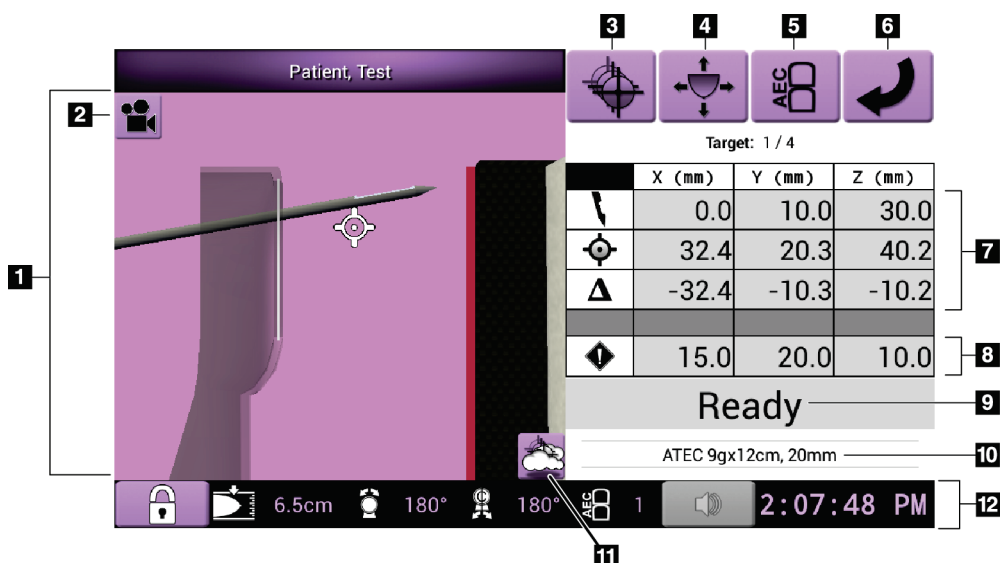 3 4 5 6
Patient, Test
AEC
1
2
Target: 1 / 4
X (mm) Y (mm) Z (mm)
0.0 10.0 30.0
32.4 20.3 40.2
Δ -32.4 -10.3 -10.2
7
! 15.0 20.0 10.0
8
Ready
9
ATEC 9gx12cm, 20mm
10
6.5cm 180° 180° AEC 1 2:07:48 PM
12
11